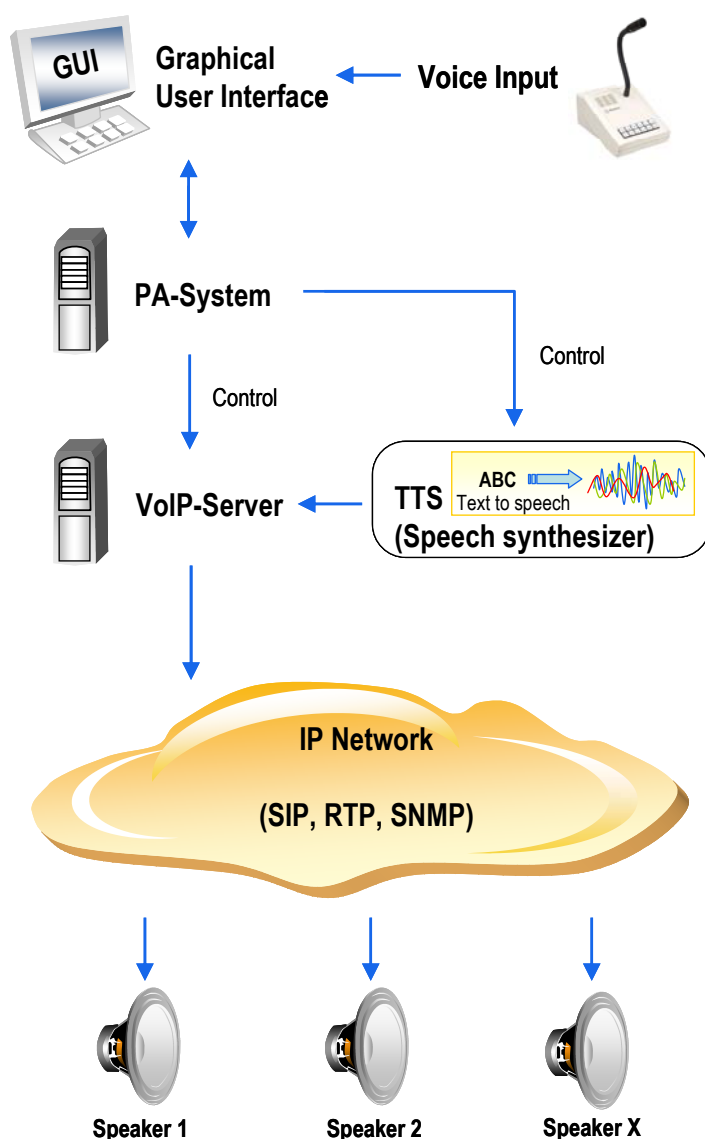 GUI
Graphical
User Interface
Voice Input
PA-System
Control
Control
VoIP-Server
ABC
Text to speech
TTS
(Speech synthesizer)
IP Network
(SIP, RTP, SNMP)
Speaker 1
Speaker 2
Speaker X